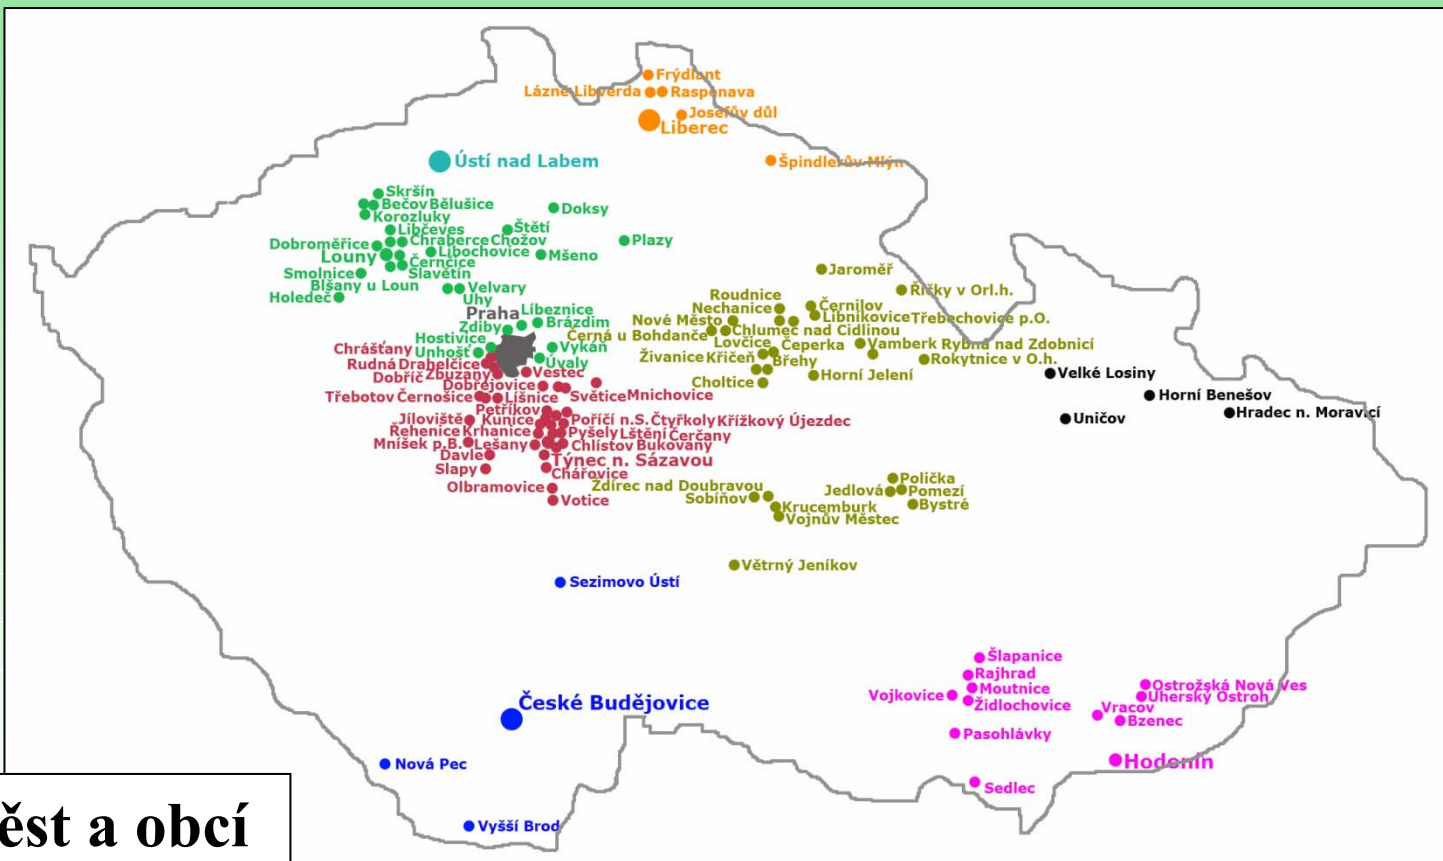 Frýdlant
Lázně Libverda Raspenava
Josefův důl
Liberec
Ústí nad Labem
Špindlerův Mlýn
Skršín
Bečov Bělušice
Korozluky
Doksy
Libčeves
Štětí
Dobroměřice
Chraberce Chožov
Plazy
Louny
Libochovice
Mšeno
Černčice
Smolnice
Slavětín
Blšany u Loun
Velvary
Holedeč
Uhy
Jaroměř
Říčky v Orl.h.
Roudnice
Nechanice
Černilov
Praha
Líbeznice
Nové Město
Libníkovice Třebechovice p.O.
Zdiby
Brázdim
Černá u Bohdanče
Chlumec nad Cidlinou
Hostivice
Lovčice
Čeperka
Vamberk Rybná nad Zdobnicí
Chrášťany
Unhošť
Vykáň
Živanice Křičeň
Břehy
Rokytnice v O.h.
Rudná Drahelčice
Úvaly
Dobříč
Zbuzany
Vestec
Choltice
Horní Jelení
Velké Losiny
Dobřejovice
Třebotov Černošice
Líšnice
Světice Mnichovice
Horní Benešov
Petříkov
Hradec n. Moravicí
Jíloviště
Kunice
Poříčí n.S. Čtyřkoly Křížkový Újezdec
Uničov
Řehenice Krhanice
Pyšely Lštění Čerčany
Mníšek p.B.
Lešany
Chlístov Bukovany
Davle
Týnec n. Sázavou
Slapy
Chářovice
Olbramovice
Votice
Ždírec nad Doubravou
Sobíňov
Krucemburk
Vojnův Městec
Polička
Jedlová
Pomezí
Bystré
Větrný Jeníkov
Sezimovo Ústí
Šlapanice
Rajhrad
Moutnice
Vojkovice
Židlochovice
Ostrožská Nová Ves
Uherský Ostroh
Vracov
Bzenec
České Budějovice
Pasohlávky
Nová Pec
Hodonín
Sedlec
Vyšší Brod
ěst a obcí